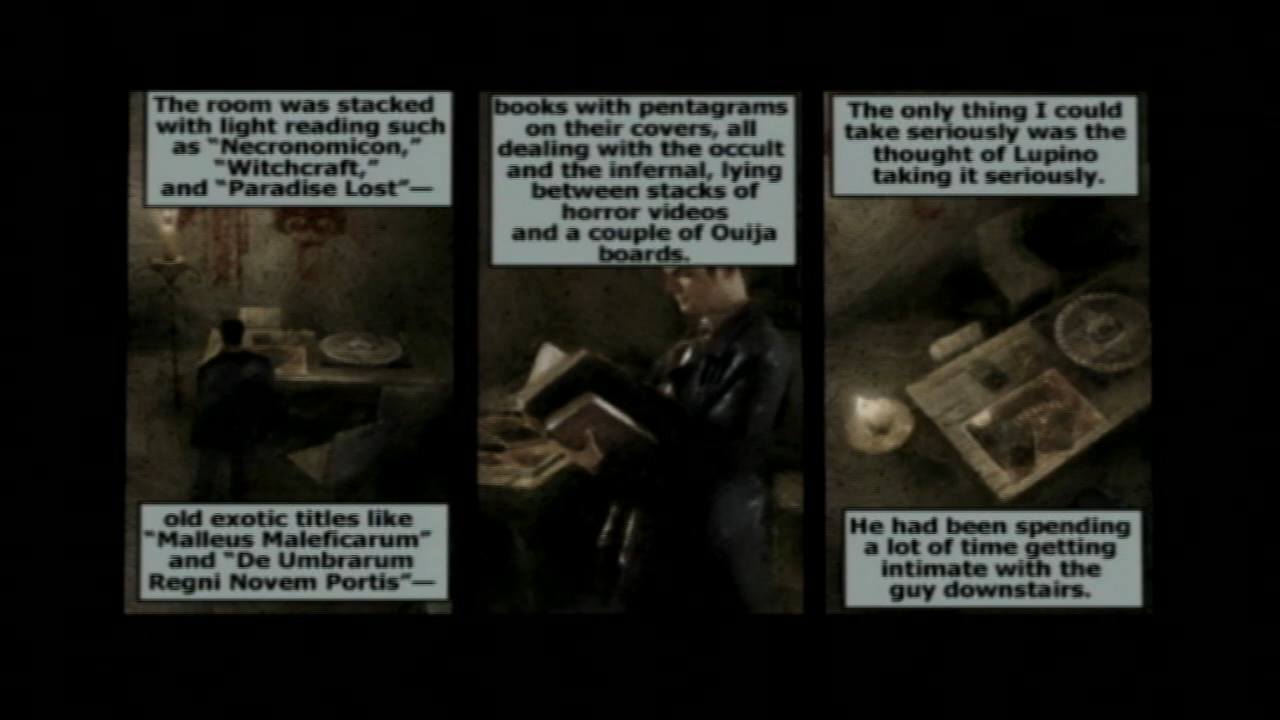 The room was stacked
with light reading such
as “Necronomicon,”
“Witchcraft,”
and “Paradise Lost”—
old exotic titles like
“Malleus Maleficarum”
and “De Umbrarum
Regni Novem Portis”—
books with pentagrams
on their covers, all
dealing with the occult
and the infernal, lying
between stacks of
horror videos
and a couple of Ouija
boards.
The only thing I could
take seriously was the
thought of Lupino
taking it seriously.
He had been spending
a lot of time getting
intimate with the
guy downstairs.